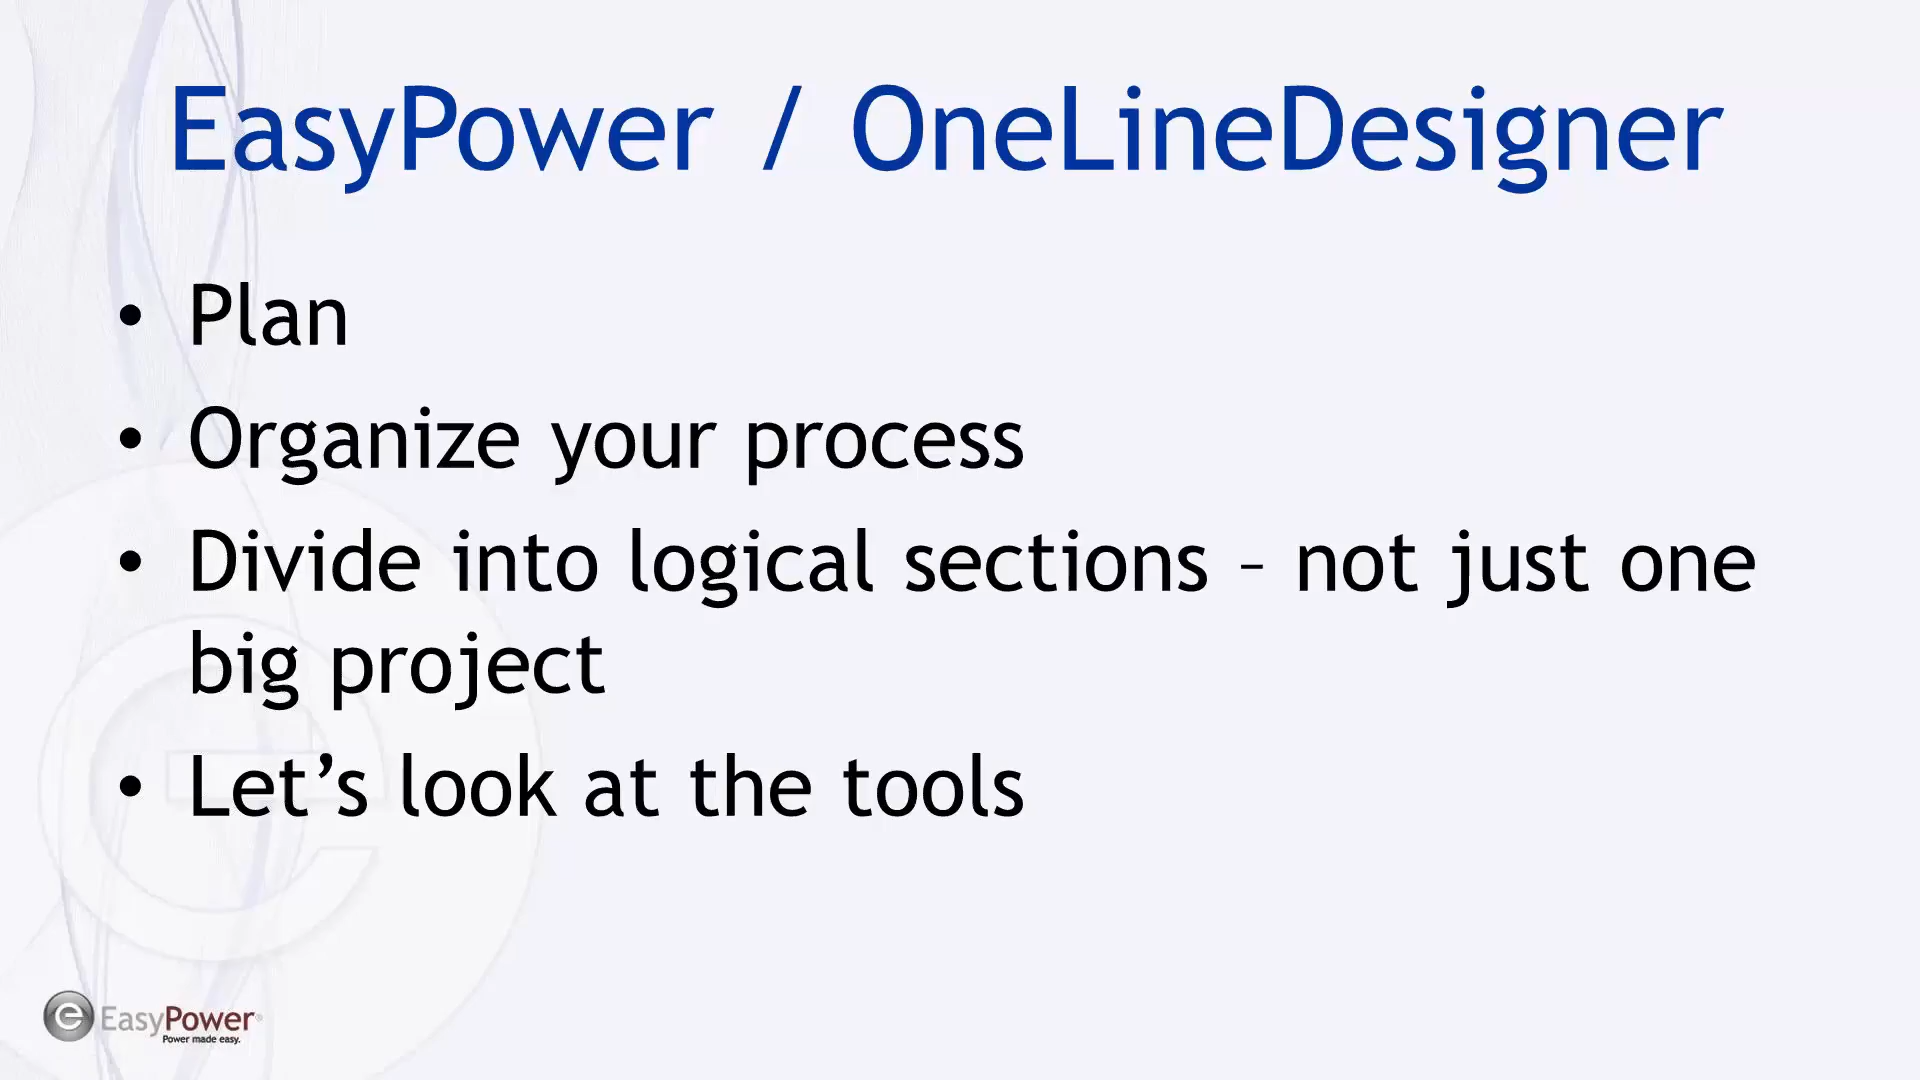 EasyPower / OneLineDesigner
• Plan
• Organize your process
• Divide into logical sections – not just one
big project
• Let’s look at the tools
EasyPower®
Power made easy.